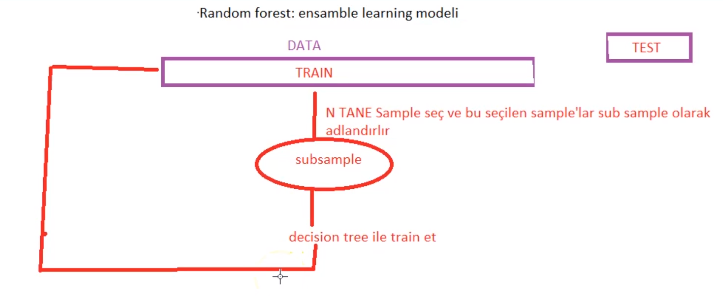 ·Random forest: ensamble learning modeli
DATA
TEST
TRAIN
N TANE Sample seç ve bu seçilen sample'lar sub sample olarak
adlandırlır
subsample
decision tree ile train et